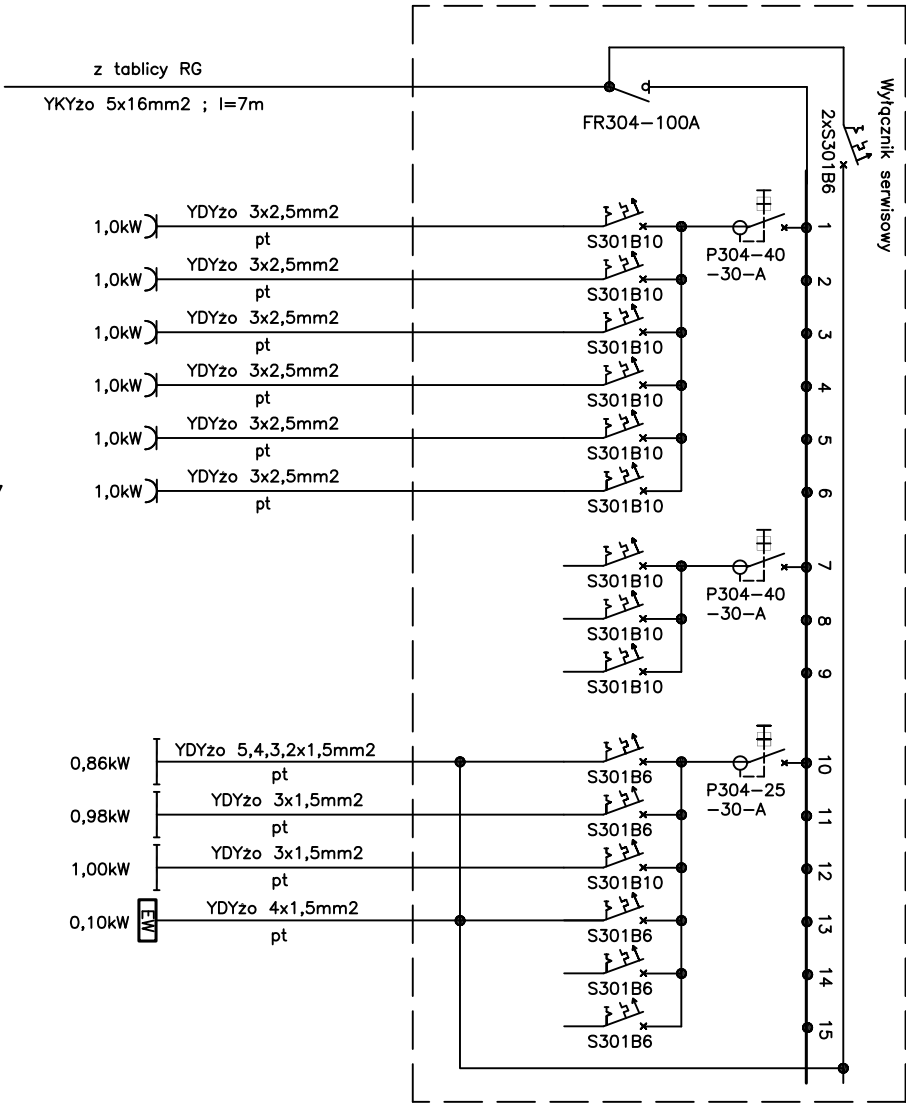 z tablicy RG
YKYżo 5x16mm2 ; l=7m
FR304-100A
2xS301B6
Wyłącznik serwisowy
1,0kW
YDYżo 3x2,5mm2
pt
S301B10
P304-40
-30-A
1
1,0kW
YDYżo 3x2,5mm2
pt
S301B10
2
1,0kW
YDYżo 3x2,5mm2
pt
S301B10
3
1,0kW
YDYżo 3x2,5mm2
pt
S301B10
4
1,0kW
YDYżo 3x2,5mm2
pt
S301B10
5
1,0kW
YDYżo 3x2,5mm2
pt
S301B10
6
S301B10
P304-40
-30-A
7
S301B10
8
S301B10
9
0,86kW
YDYżo 5,4,3,2x1,5mm2
pt
S301B6
P304-25
-30-A
10
0,98kW
YDYżo 3x1,5mm2
pt
S301B6
11
1,00kW
YDYżo 3x1,5mm2
pt
S301B10
12
0,10kW
EW
YDYżo 4x1,5mm2
pt
S301B6
13
S301B6
14
S301B6
15